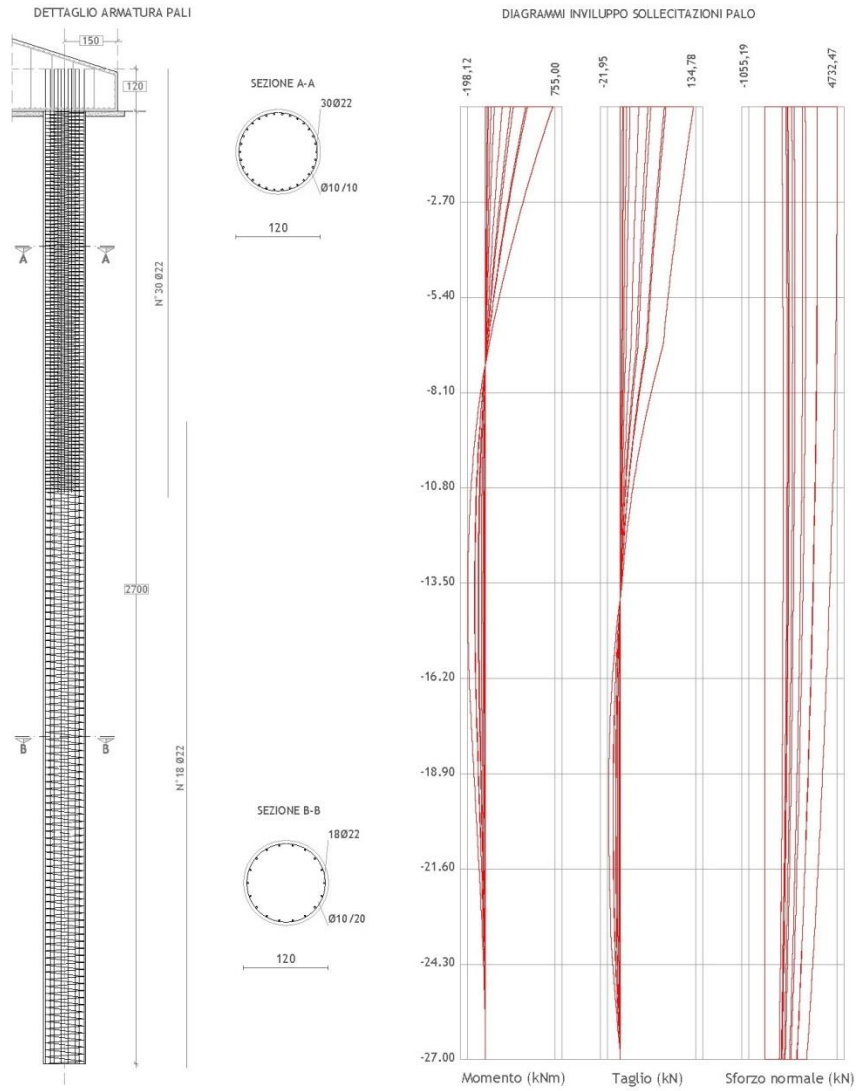 DETTAGLIO ARMATURA PALI
150
120
SEZIONE A-A
30Ø22
Ø10/10
120
A
A
N°30 Ø22
2700
B
B
N°18 Ø22
SEZIONE B-B
18Ø22
Ø10/20
120
DIAGRAMMI INVILUPPO SOLLECITAZIONI PALO
-198,12
755,00
-21,95
134,78
-1055,19
4732,47
-2.70
-5.40
-8.10
-10.80
-13.50
-16.20
-18.90
-21.60
-24.30
-27.00
Momento (kNm)
Taglio (kN)
Sforzo normale (kN)